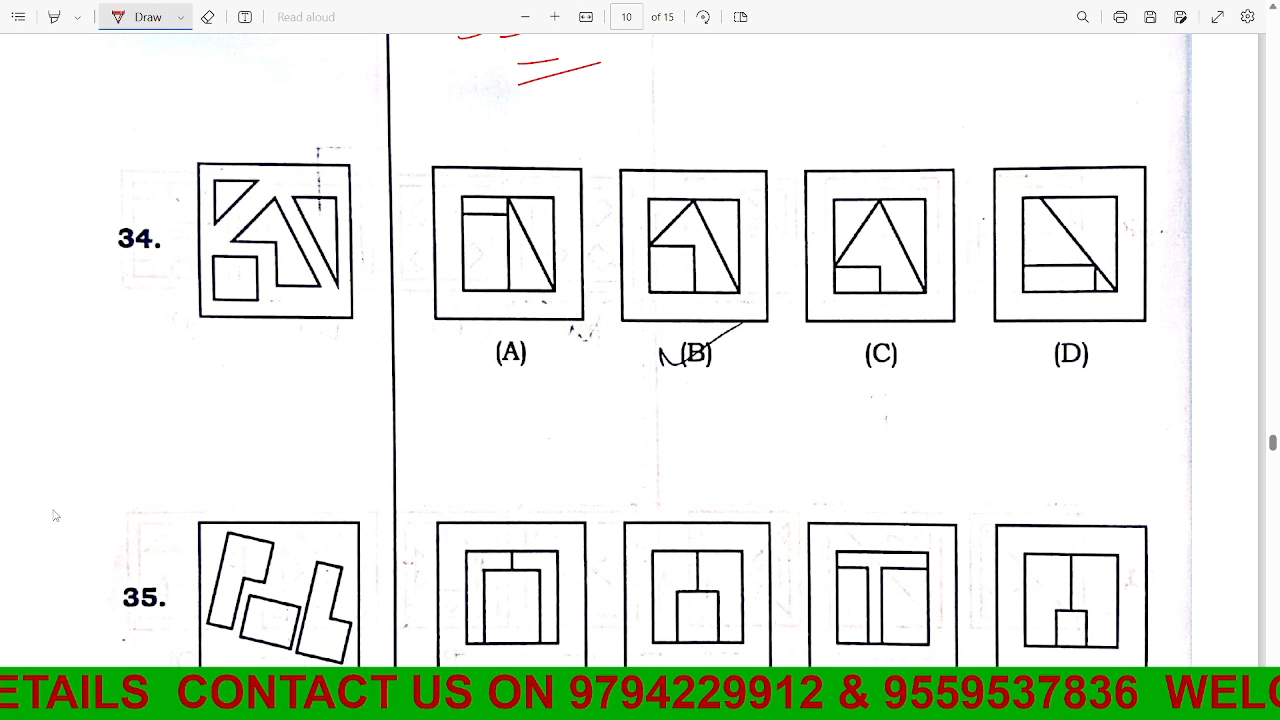 Draw
Read aloud
10 of 15
34.
(A) (B) (C) (D)
35.
ETAILS CONTACT US ON 9794229912 & 9559537836 WELC